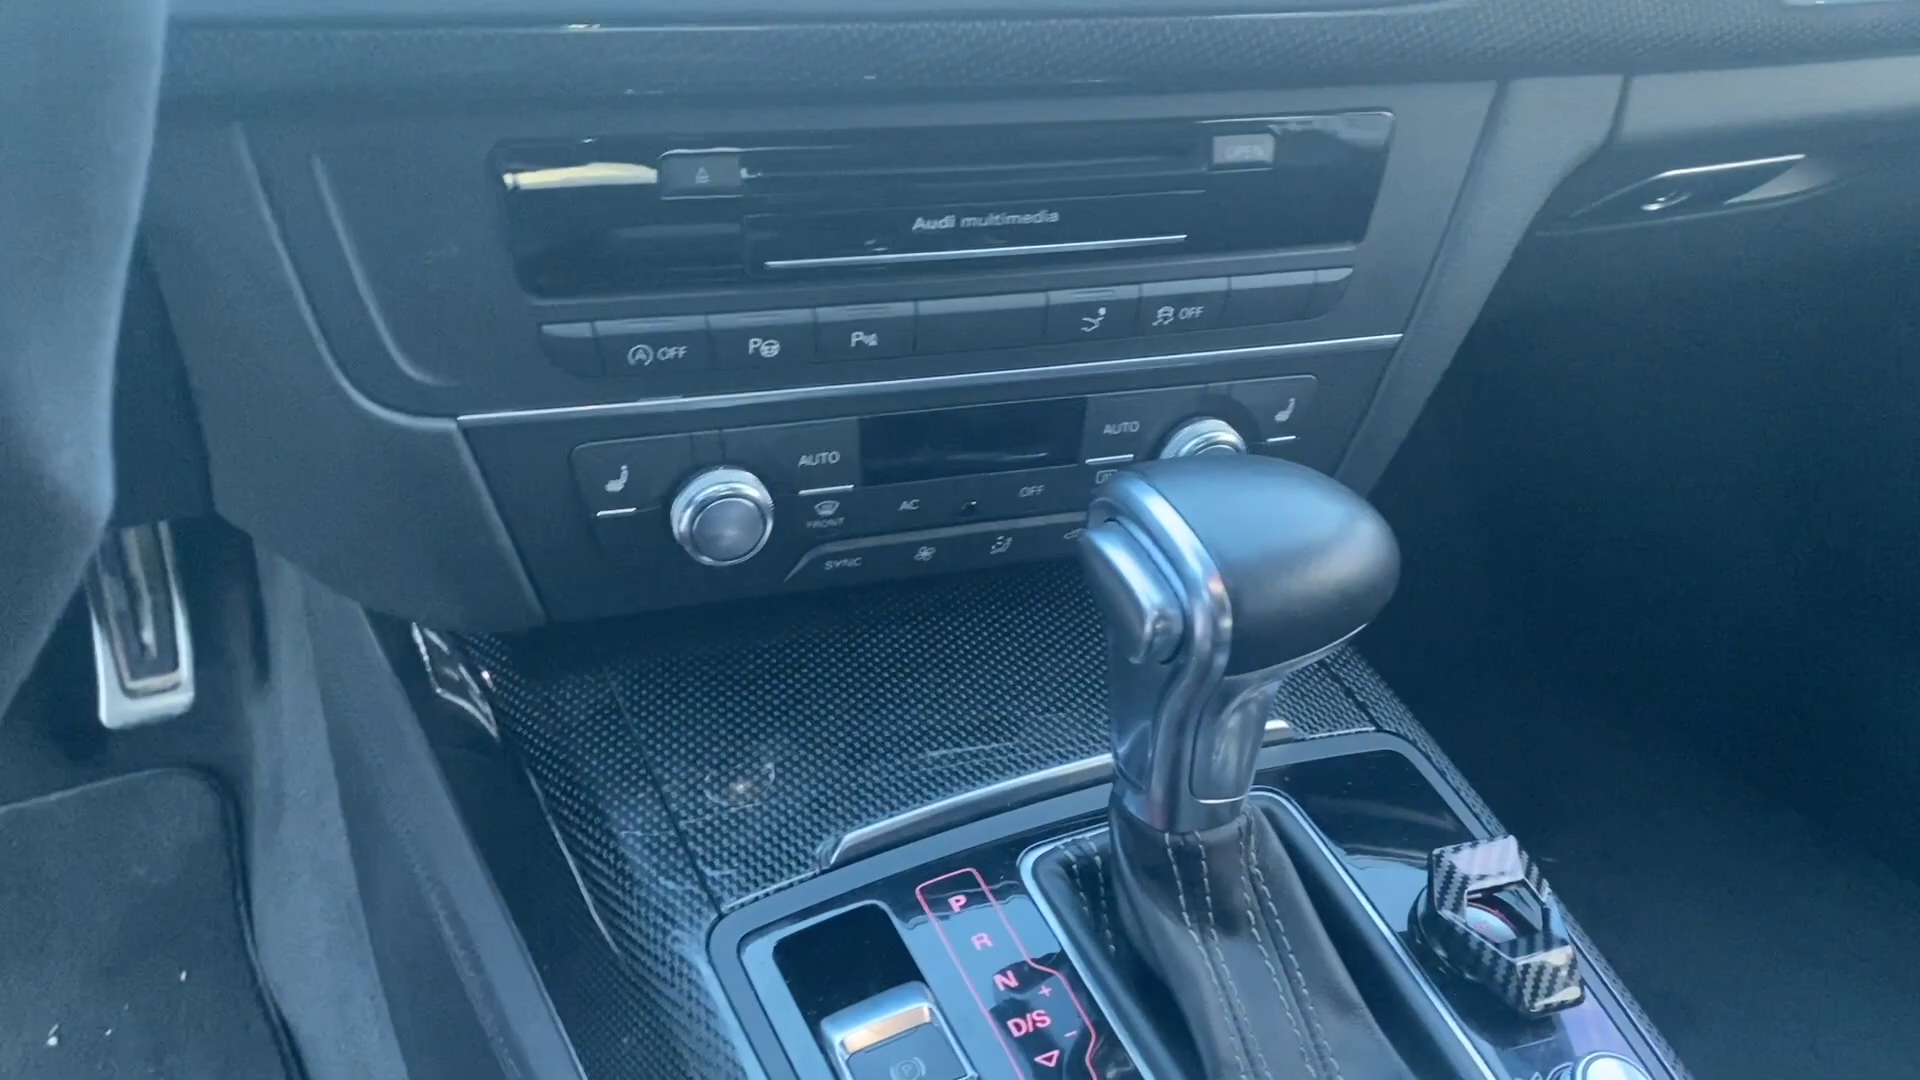 OPEN
Audi multimedia
OFF
P
P
OFF
AUTO
AUTO
FRONT
AC
OFF
SYNC
P
R
N
+
D/S
-